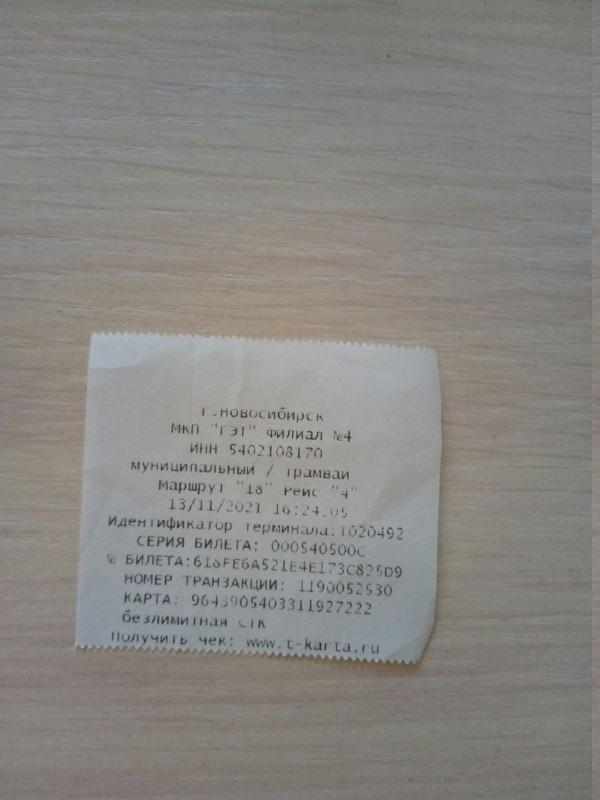 г.Новосибирск
МКП "ГЭТ" филиал №4
ИНН 5402108170
муниципальный / трамвай
Маршрут "18" Рейс "4"
13/11/2021 16:24.05
Идентификатор терминала:T020492
СЕРИЯ БИЛЕТА: 000540500C
№ БИЛЕТА:618FE6A521E4E173C825D9
НОМЕР ТРАНЗАКЦИИ: 1190052530
КАРТА: 9643905403311927222
безлимитная СТК
Получить чек: www.t-karta.ru